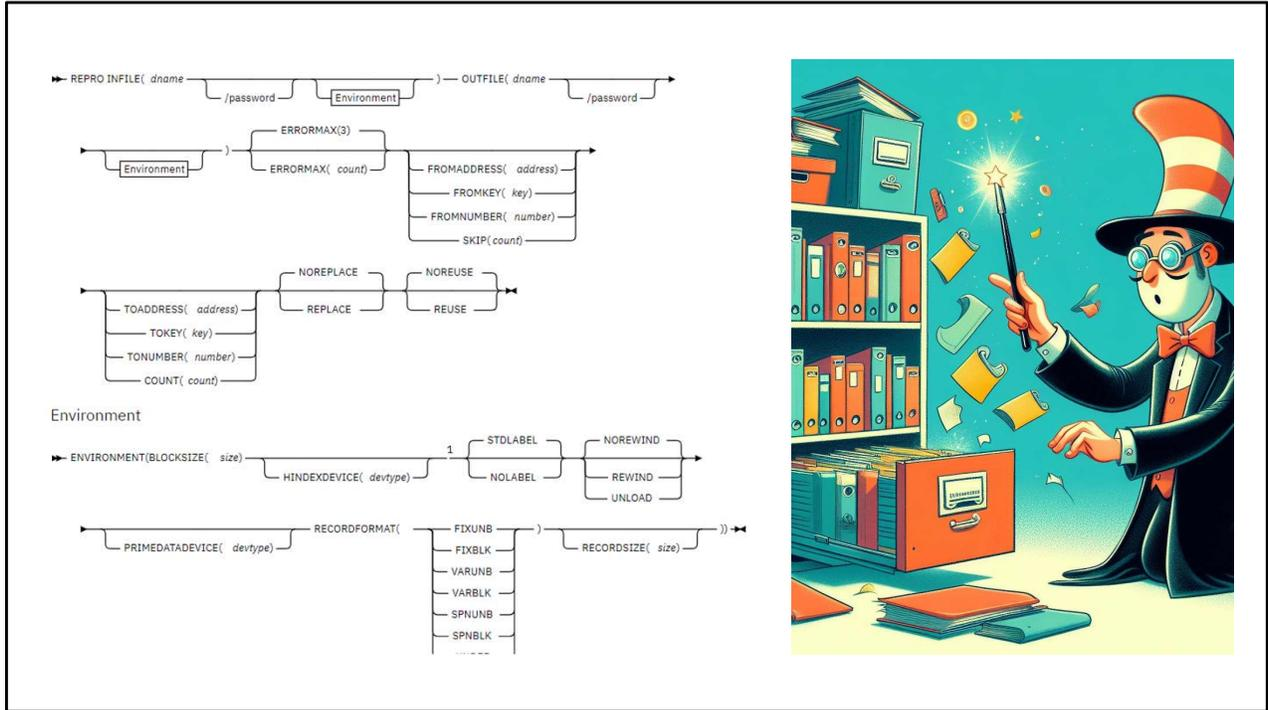 REPRO INFILE( dname ) OUTFILE( dname
/password Environment /password
ERRORMAX(3)
)
Environment ERRORMAX( count) FROMADDRESS( address)
FROMKEY( key)
FROMNUMBER( number)
SKIP(count)
NOREPLACE NOREUSE
TOADDRESS( address) REPLACE REUSE
TOKEY( key)
TONUMBER( number)
COUNT( count)
Environment
STDLABEL NOREWIND
ENVIRONMENT(BLOCKSIZE( size) 1
HINDEXDEVICE( devtype) NOLABEL REWIND
UNLOAD
RECORDFORMAT( FIXUNB ) ))
PRIMEDATADEVICE( devtype) FIXBLK RECORDSIZE( size)
VARUNB
VARBLK
SPNUNB
SPNBLK